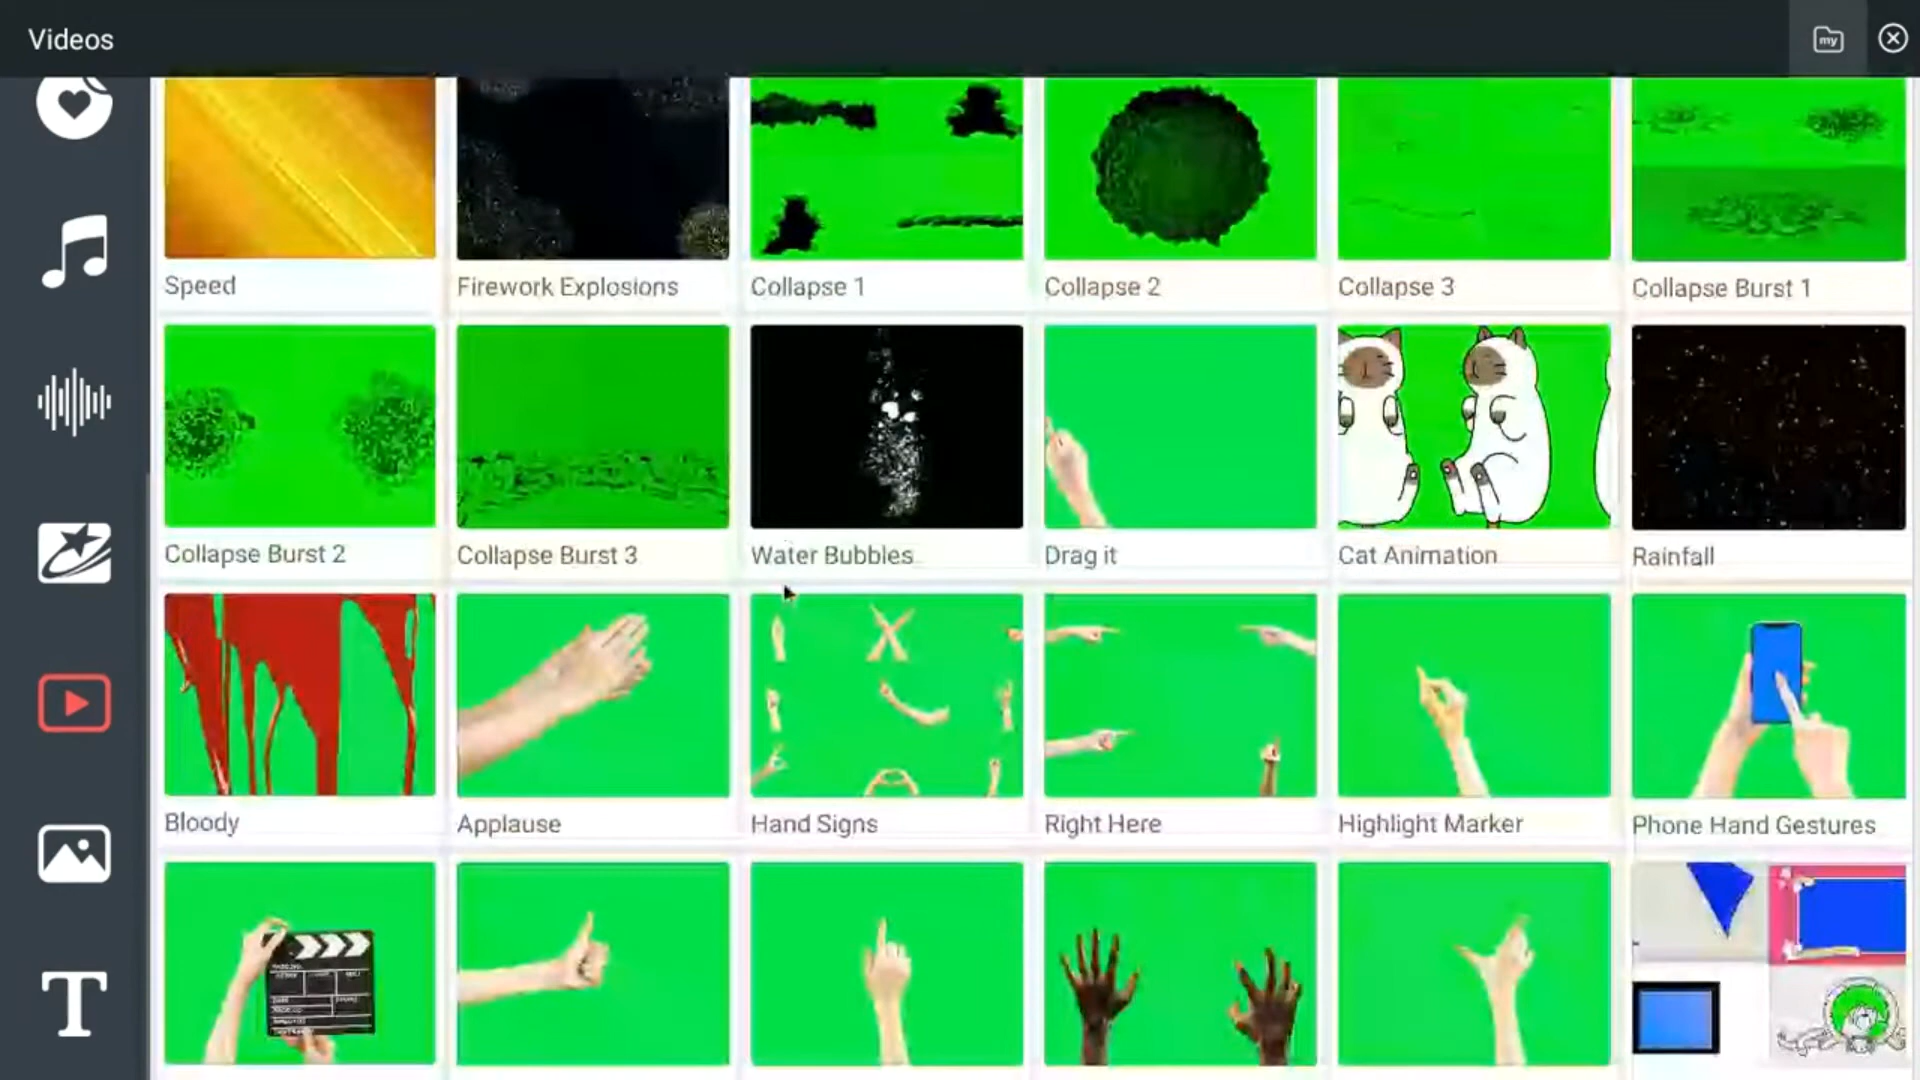 Videos
my
Speed
Firework Explosions
Collapse 1
Collapse 2
Collapse 3
Collapse Burst 1
Collapse Burst 2
Collapse Burst 3
Water Bubbles
Drag it
Cat Animation
Rainfall
Bloody
Applause
Hand Signs
Right Here
Highlight Marker
Phone Hand Gestures
T